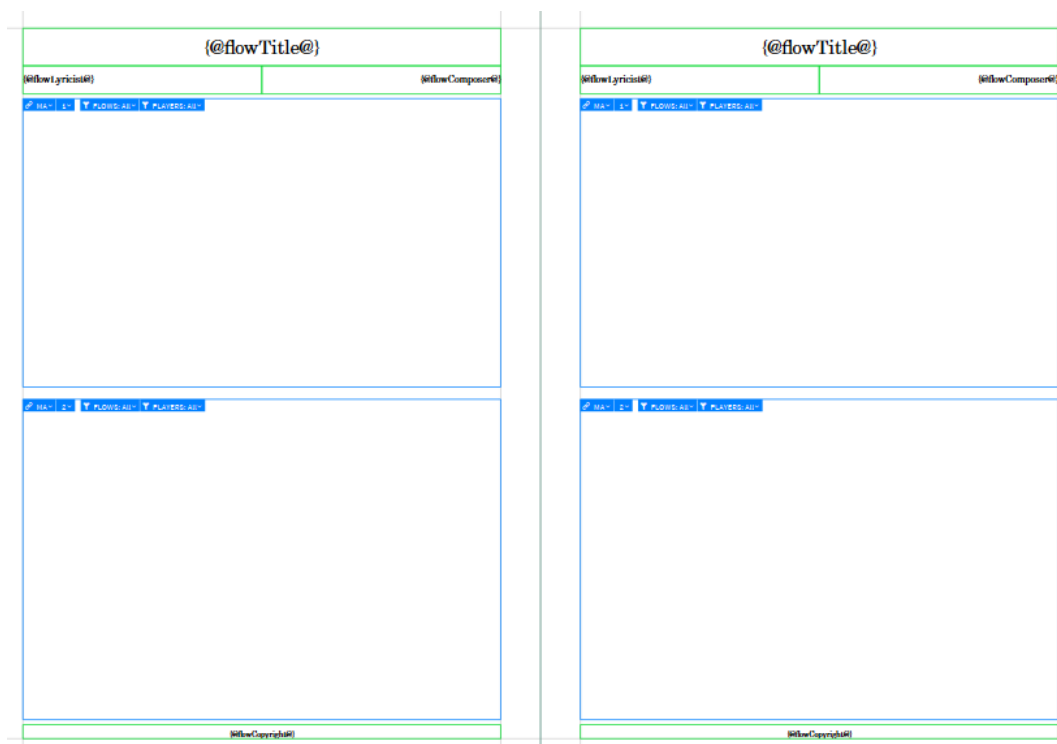 {@flowTitle@}
{@flowLyricist@}
{@flowComposer@}
MA 1 FLOWS: All PLAYERS: All
MA 2 FLOWS: All PLAYERS: All
{@flowCopyright@}
{@flowTitle@}
{@flowLyricist@}
{@flowComposer@}
MA 1 FLOWS: All PLAYERS: All
MA 2 FLOWS: All PLAYERS: All
{@flowCopyright@}